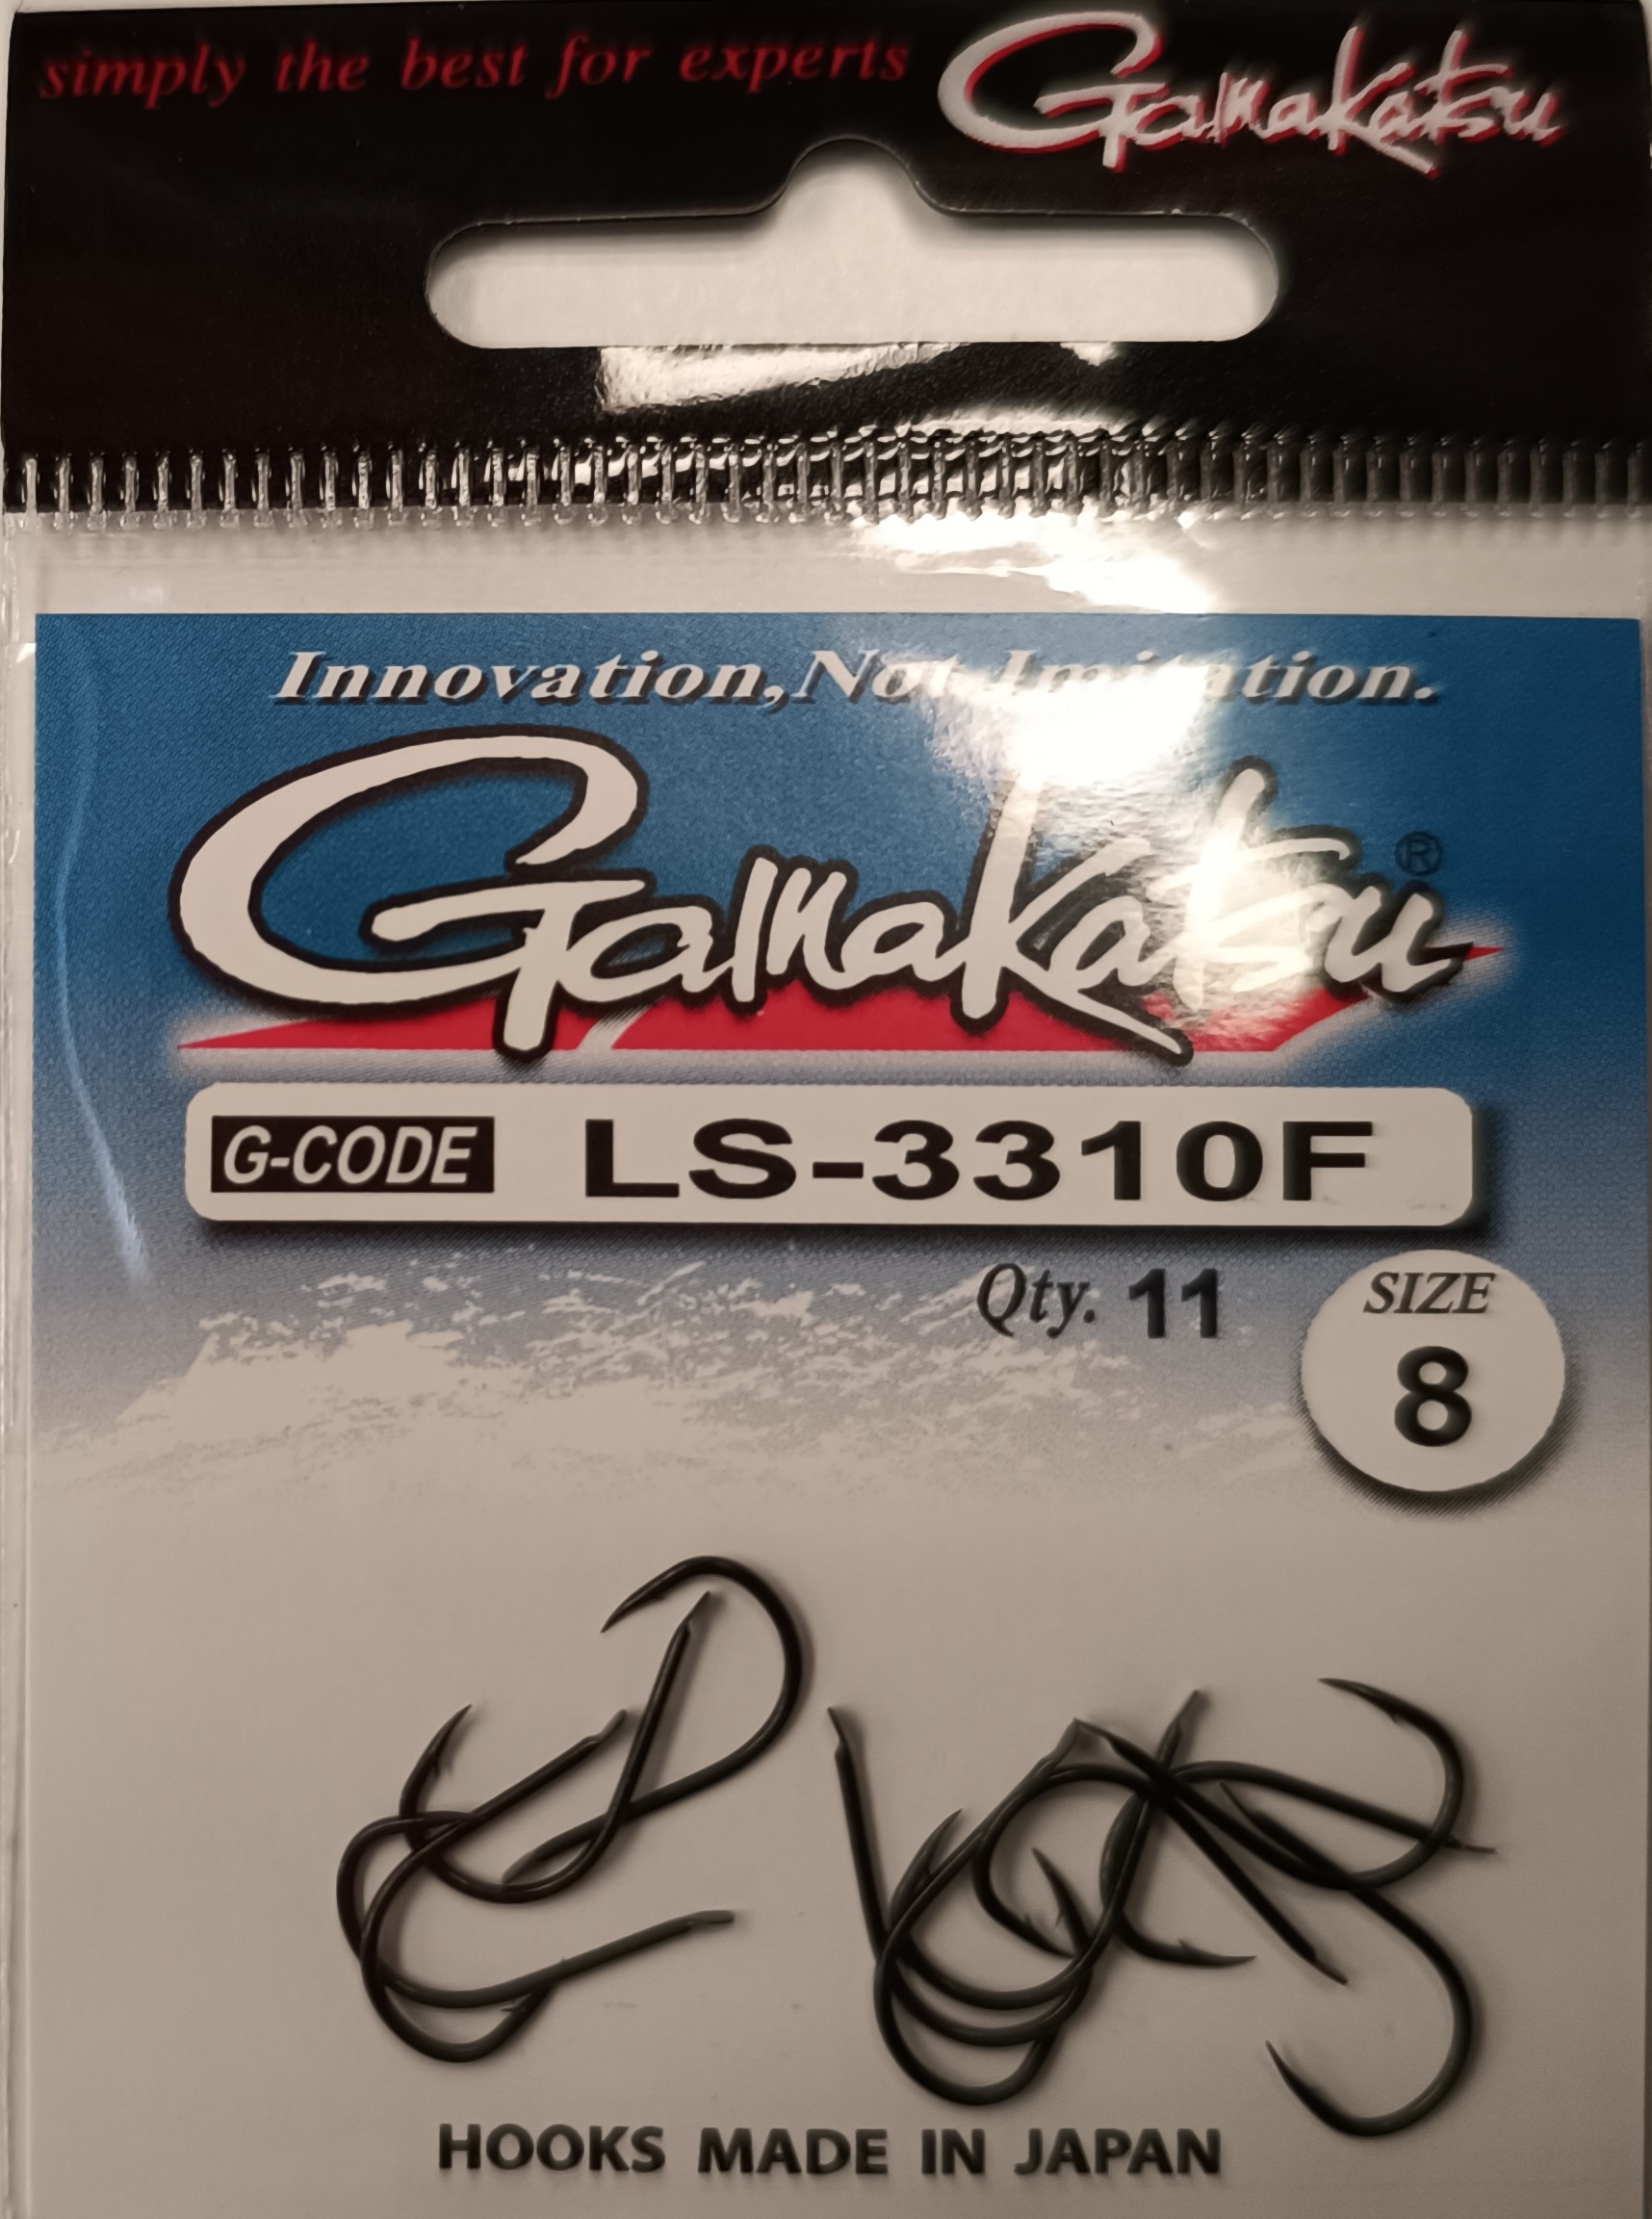 simply the best for experts Gamakatsu
Innovation,Not Imitation.
Gamakatsu®
G-CODE LS-3310F
Qty. 11
SIZE
8
HOOKS MADE IN JAPAN